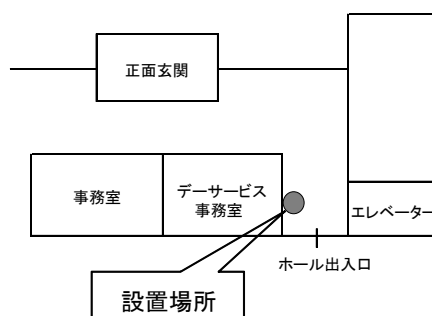 正面玄関
事務室
デーサービス
事務室
エレベーター
ホール出入口
設置場所